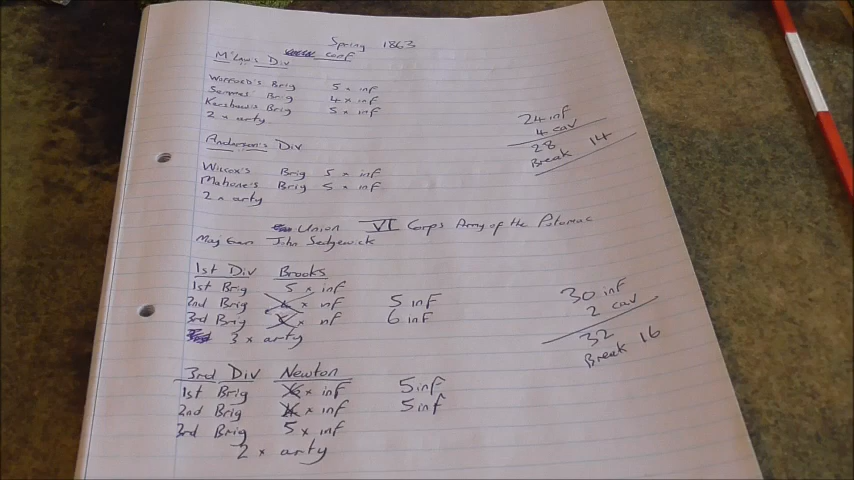 Spring 1863
conf
McLaws Div
Wofford's Brig 5 x inf
Semmes' Brig 4 x inf
Kershaw's Brig 5 x inf
2 x arty
24 inf
4 cav
28
Break 14
Anderson's Div
Wilcox's Brig 5 x inf
Mahone's Brig 5 x inf
2 x arty
Union VI Corps Army of the Potomac
Maj Gen John Sedgewick
1st Div Brooks
1st Brig 5 x inf
2nd Brig x inf 5 inf
3rd Brig x inf 6 inf
3 x arty
30 inf
2 cav
32
Break 16
3rd Div Newton
1st Brig x inf 5 inf
2nd Brig x inf 5 inf
3rd Brig 5 x inf
2 x arty